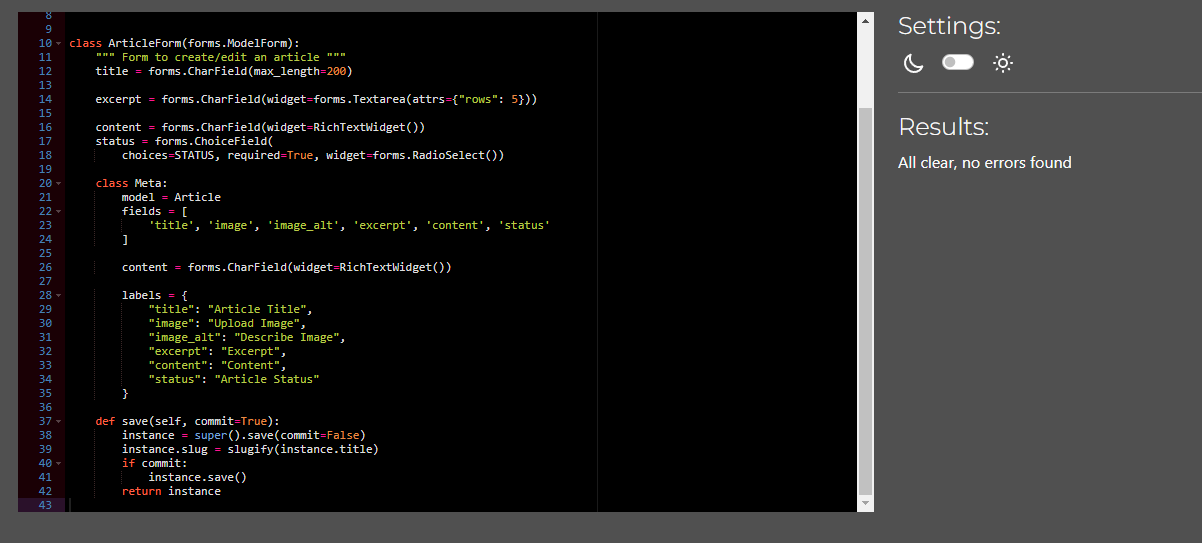 8
9
10 class ArticleForm(forms.ModelForm):
11 """ Form to create/edit an article """
12 title = forms.CharField(max_length=200)
13
14 excerpt = forms.CharField(widget=forms.Textarea(attrs={"rows": 5}))
15
16 content = forms.CharField(widget=RichTextWidget())
17 status = forms.ChoiceField(
18 choices=STATUS, required=True, widget=forms.RadioSelect())
19
20 class Meta:
21 model = Article
22 fields = [
23 'title', 'image', 'image_alt', 'excerpt', 'content', 'status'
24 ]
25
26 content = forms.CharField(widget=RichTextWidget())
27
28 labels = {
29 "title": "Article Title",
30 "image": "Upload Image",
31 "image_alt": "Describe Image",
32 "excerpt": "Excerpt",
33 "content": "Content",
34 "status": "Article Status"
35 }
36
37 def save(self, commit=True):
38 instance = super().save(commit=False)
39 instance.slug = slugify(instance.title)
40 if commit:
41 instance.save()
42 return instance
43
Settings:
Results:
All clear, no errors found